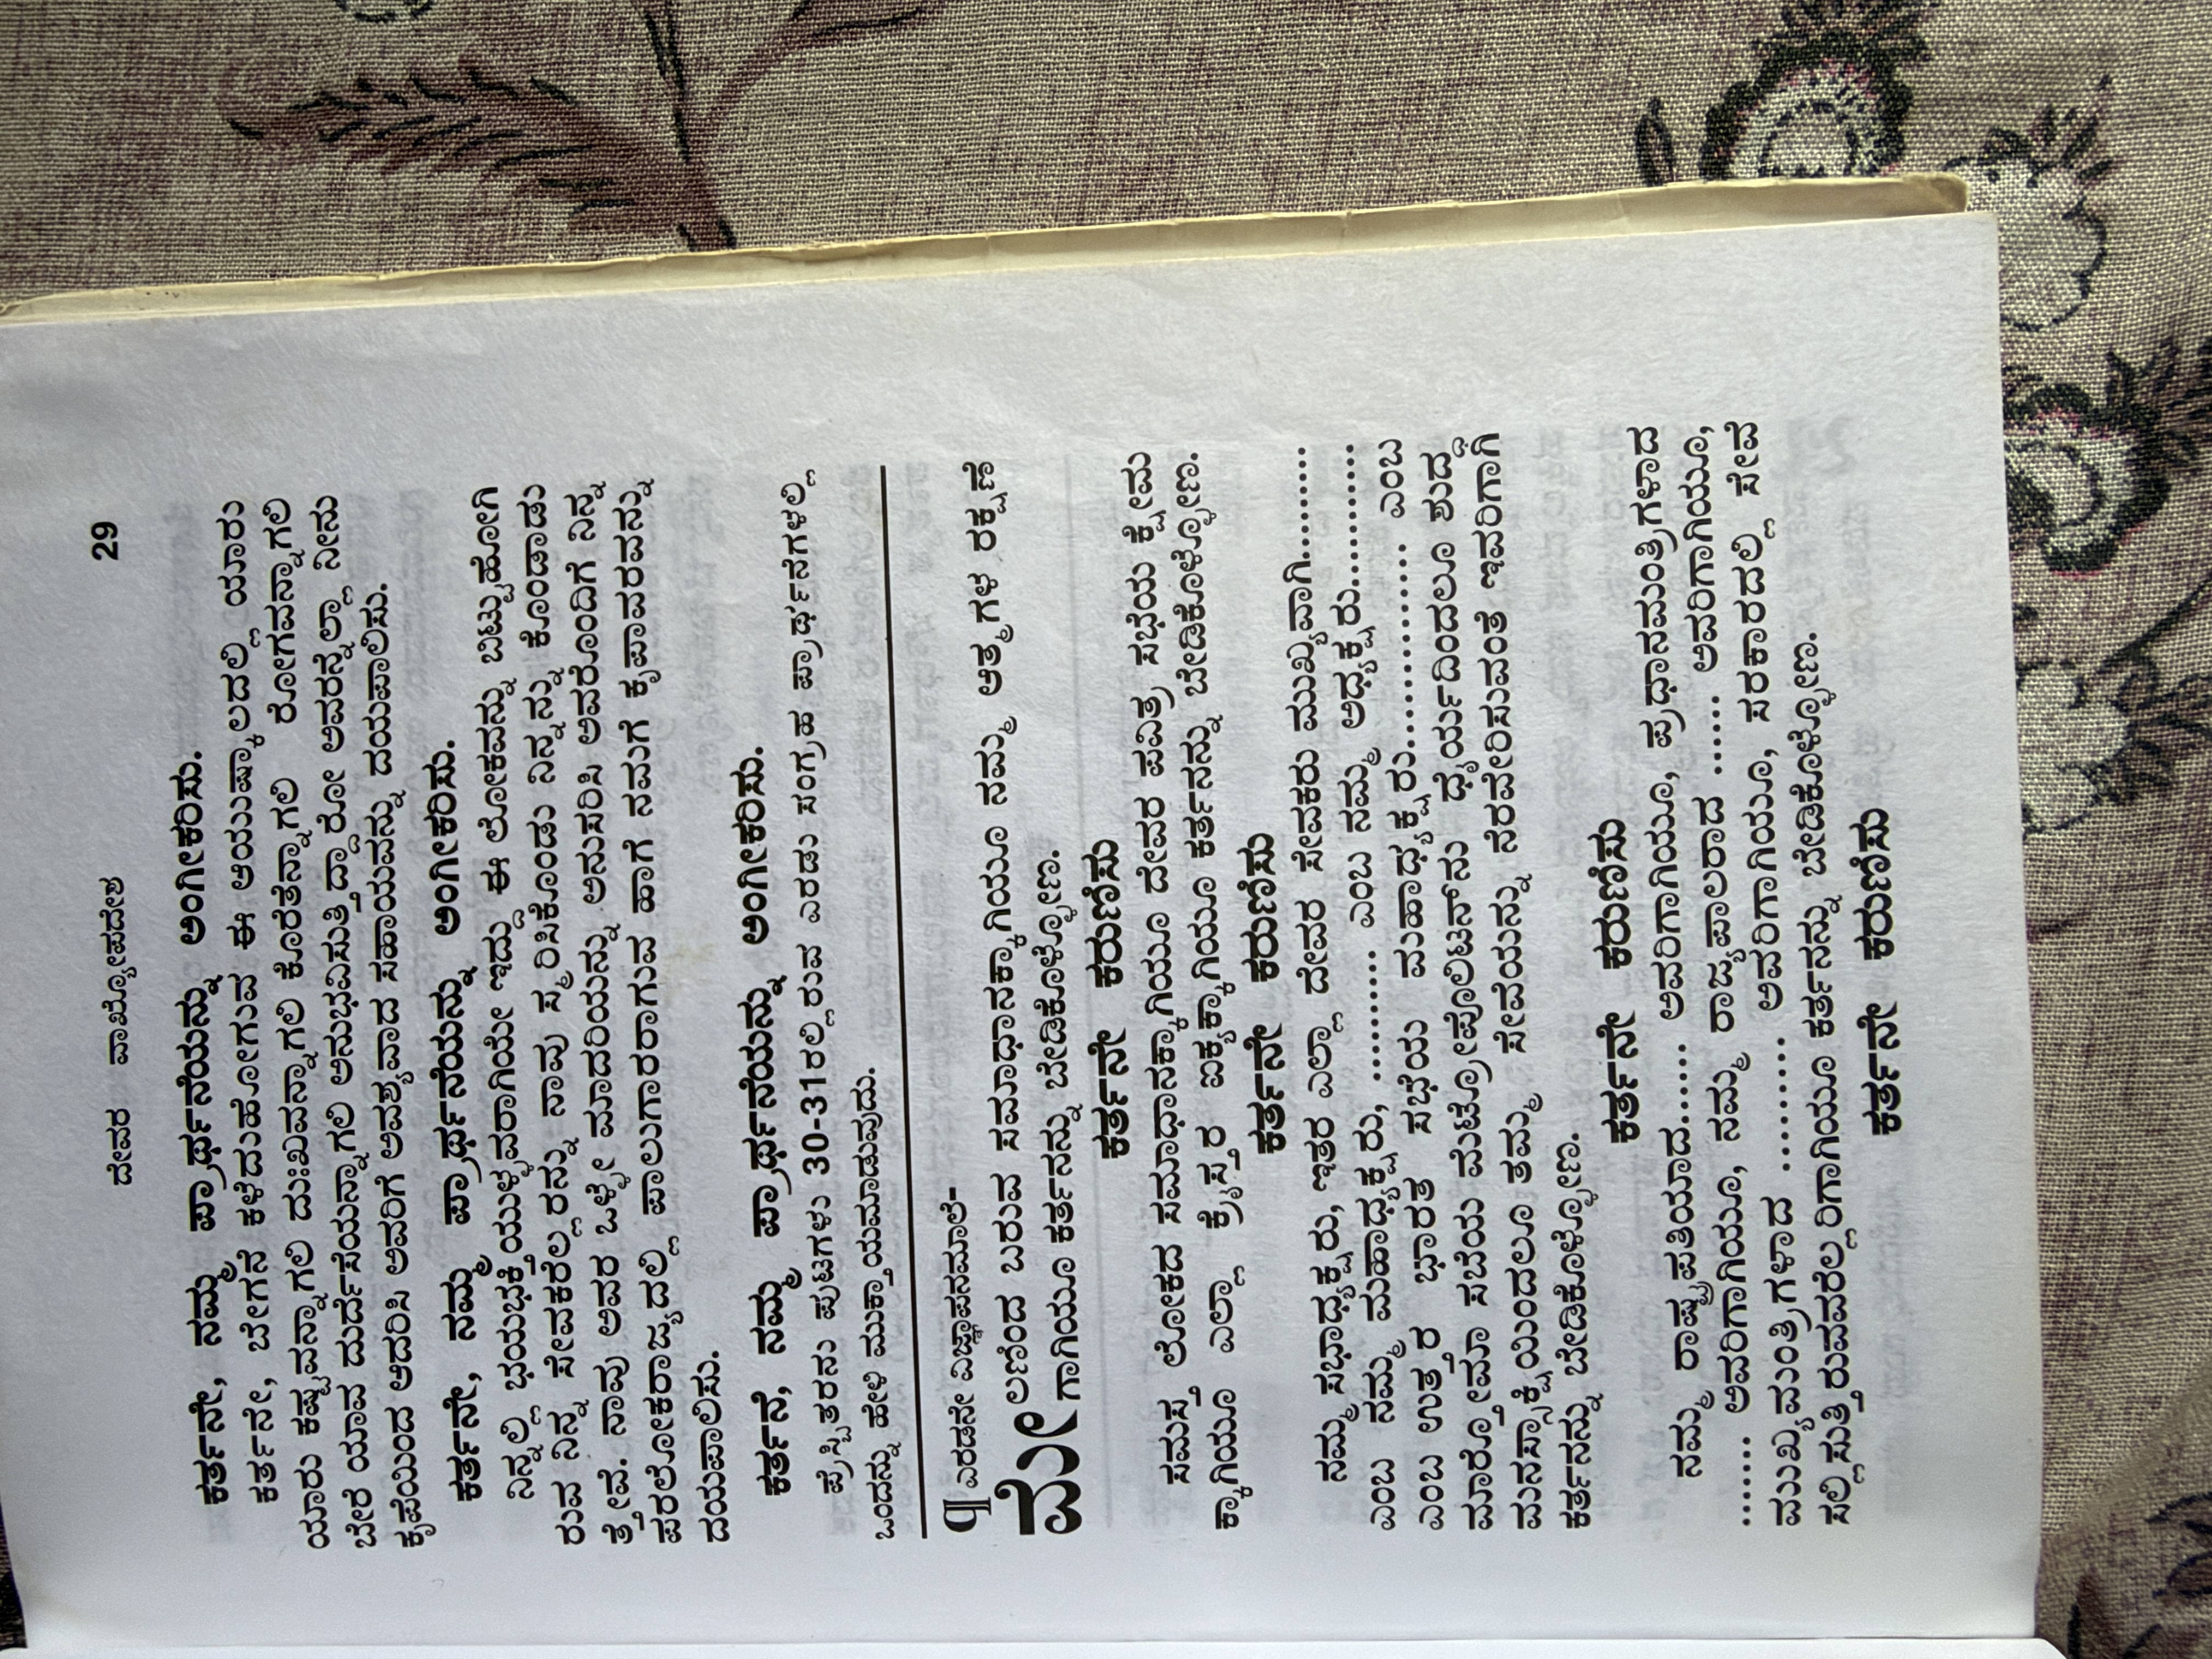 ದೇವರ ವಾಖ್ಯೋಪದೇಶ 29
ಕರ್ತನೇ, ನಮ್ಮ ಪ್ರಾರ್ಥನೆಯನ್ನು ಅಂಗೀಕರಿಸು.
ಕರ್ತನೇ, ಬೇಗನೆ ಕಳೆದುಹೋಗುವ ಈ ಆಯುಷ್ಕಾಲದಲ್ಲಿ ಯಾರು
ಯಾರು ಕಷ್ಟವನ್ನಾಗಲಿ ದುಃಖವನ್ನಾಗಲಿ ಕೊರೆತೆನ್ನಾಗಲಿ ರೋಗವನ್ನಾಗಲಿ
ಬೇರೆ ಯಾವ ದುರ್ದೆಸೆಯನ್ನಾಗಲಿ ಅನುಭವಿಸುತ್ತಿದ್ದಾರೋ ಅವರನ್ನೆಲ್ಲಾ ನೀನು
ಕೃಪೆಯಿಂದ ಆದರಿಸಿ ಅವರಿಗೆ ಅವಶ್ಯವಾದ ಸಹಾಯವನ್ನು ದಯಪಾಲಿಸು.
ಕರ್ತನೇ, ನಮ್ಮ ಪ್ರಾರ್ಥನೆಯನ್ನು ಅಂಗೀಕರಿಸು.
ನಿನ್ನಲ್ಲಿ ಭಯಭಕ್ತಿಯುಳ್ಳವರಾಗಿಯೇ ಇದ್ದು ಈ ಲೋಕವನ್ನು ಬಿಟ್ಟುಹೋಗಿ
ರುವ ನಿನ್ನ ಸೇವಕರೆಲ್ಲರನ್ನು ನಾವು ಸ್ಮರಿಸಿಕೊಂಡು ನಿನ್ನನ್ನು ಕೊಂಡಾಡು
ತ್ತೇವೆ. ನಾವು ಅವರ ಒಳ್ಳೇ ಮಾದರಿಯನ್ನು ಅನುಸರಿಸಿ ಅವರೊಂದಿಗೆ ನಿನ್ನ
ಪರಲೋಕರಾಜ್ಯದಲ್ಲಿ ಪಾಲುಗಾರರಾಗುವ ಹಾಗೆ ನಮಗೆ ಕೃಪಾವರವನ್ನು
ದಯಪಾಲಿಸು.
ಕರ್ತನೆ, ನಮ್ಮ ಪ್ರಾರ್ಥನೆಯನ್ನು ಅಂಗೀಕರಿಸು.
ಪ್ರೆಸ್ಬಿತರನು ಪುಟಗಳು 30-31ರಲ್ಲಿರುವ ಎರಡು ಸಂಗ್ರಹ ಪ್ರಾರ್ಥನೆಗಳಲ್ಲಿ
ಒಂದನ್ನು ಹೇಳಿ ಮುಕ್ತಾಯಮಾಡುವುದು.
¶ ಎರಡನೇ ವಿಜ್ಞಾಪನಮಾಲೆ-
ಮೇಲಣಿಂದ ಬರುವ ಸಮಾಧಾನಕ್ಕಾಗಿಯೂ ನಮ್ಮ ಆತ್ಮಗಳ ರಕ್ಷಣೆ
ಗಾಗಿಯೂ ಕರ್ತನನ್ನು ಬೇಡಿಕೊಳ್ಳೋಣ.
ಕರ್ತನೇ ಕರುಣಿಸು
ಸಮಸ್ತ ಲೋಕದ ಸಮಾಧಾನಕ್ಕಾಗಿಯೂ ದೇವರ ಪವಿತ್ರ ಸಭೆಯ ಕ್ಷೇಮ
ಕ್ಕಾಗಿಯೂ ಎಲ್ಲಾ ಕ್ರೈಸ್ತರ ಐಕ್ಯಕ್ಕಾಗಿಯೂ ಕರ್ತನನ್ನು ಬೇಡಿಕೊಳ್ಳೋಣ.
ಕರ್ತನೇ ಕರುಣಿಸು
ನಮ್ಮ ಸಭಾಧ್ಯಕ್ಷರು, ಇತರ ಎಲ್ಲಾ ದೇವರ ಸೇವಕರು ಮುಖ್ಯವಾಗಿ.........
ಎಂಬ ನಮ್ಮ ಮಹಾಧ್ಯಕ್ಷರು, .......... ಎಂಬ ನಮ್ಮ ಅಧ್ಯಕ್ಷರು...........
ಎಂಬ ಉತ್ತರ ಭಾರತ ಸಭೆಯ ಮಹಾಧ್ಯಕ್ಷರು............... ಎಂಬ
ಮಾರ್ತೋಮಾ ಸಬೆಯ ಮೆಟ್ರೋಪೊಲಿಟನ್‌ನು ಧೈರ್ಯದಿಂದಲೂ ಶುದ್ಧ
ಮನಸ್ಸಾಕ್ಷಿಯಿಂದಲೂ ತಮ್ಮ ಸೇವೆಯನ್ನು ನೆರವೇರಿಸುವಂತೆ ಇವರಿಗಾಗಿ
ಕರ್ತನನ್ನು ಬೇಡಿಕೊಳ್ಳೋಣ.
ಕರ್ತನೇ ಕರುಣಿಸು
ನಮ್ಮ ರಾಷ್ಟ್ರಪತಿಯಾದ...... ಅವರಿಗಾಗಿಯೂ, ಪ್ರಧಾನಮಂತ್ರಿಗಳಾದ
....... ಅವರಿಗಾಗಿಯೂ, ನಮ್ಮ ರಾಜ್ಯಪಾಲರಾದ ...... ಅವರಿಗಾಗಿಯೂ,
ಮುಖ್ಯಮಂತ್ರಿಗಳಾದ ......... ಅವರಿಗಾಗಿಯೂ, ಸರಕಾರದಲ್ಲಿ ಸೇವೆ
ಸಲ್ಲಿಸುತ್ತಿರುವವರೆಲ್ಲರಿಗಾಗಿಯೂ ಕರ್ತನನ್ನು ಬೇಡಿಕೊಳ್ಳೋಣ.
ಕರ್ತನೇ ಕರುಣಿಸು